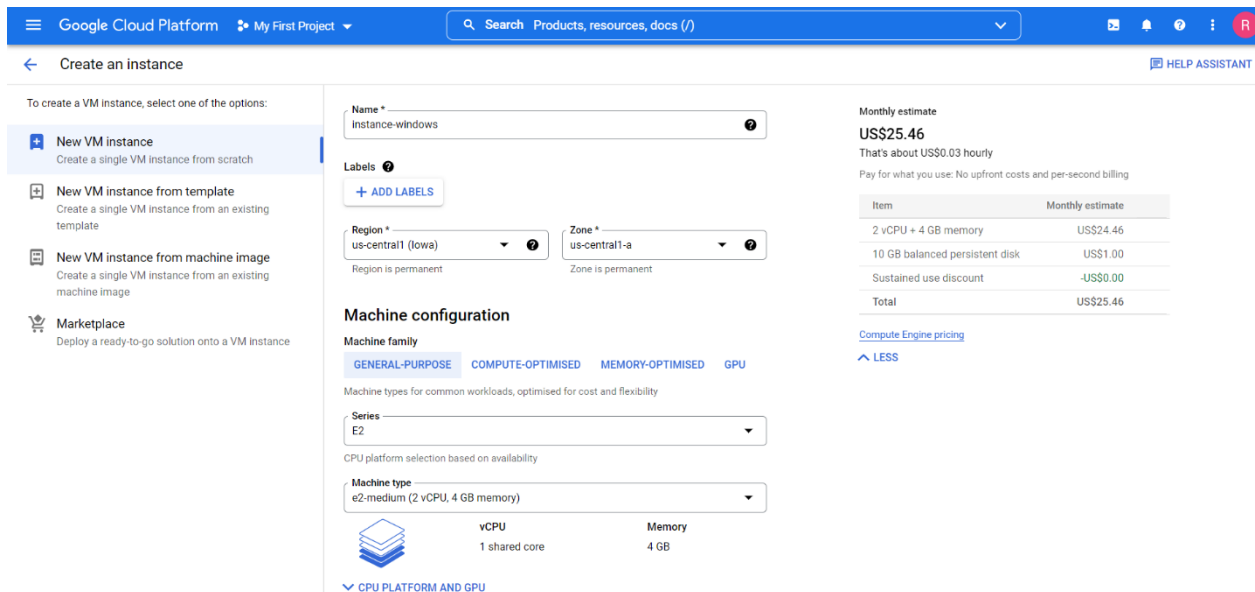 Google Cloud Platform
My First Project
Search Products, resources, docs (/)
R
Create an instance
HELP ASSISTANT
To create a VM instance, select one of the options:
New VM instance
Create a single VM instance from scratch
New VM instance from template
Create a single VM instance from an existing
template
New VM instance from machine image
Create a single VM instance from an existing
machine image
Marketplace
Deploy a ready-to-go solution onto a VM instance
Name *
instance-windows
Labels
+ ADD LABELS
Region *
us-central1 (Iowa)
Region is permanent
Zone *
us-central1-a
Zone is permanent
Machine configuration
Machine family
GENERAL-PURPOSE COMPUTE-OPTIMISED MEMORY-OPTIMISED GPU
Machine types for common workloads, optimised for cost and flexibility
Series
E2
CPU platform selection based on availability
Machine type
e2-medium (2 vCPU, 4 GB memory)
vCPU Memory
1 shared core 4 GB
CPU PLATFORM AND GPU
Monthly estimate
US$25.46
That's about US$0.03 hourly
Pay for what you use: No upfront costs and per-second billing
Item Monthly estimate
2 vCPU + 4 GB memory US$24.46
10 GB balanced persistent disk US$1.00
Sustained use discount -US$0.00
Total US$25.46
Compute Engine pricing
LESS